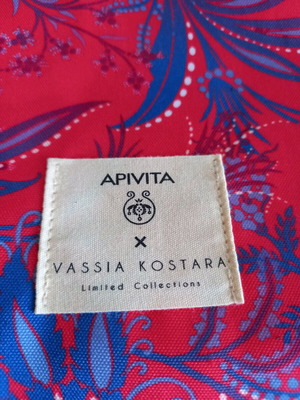 APIVITA
x
VASSIA KOSTARA
Limited Collections